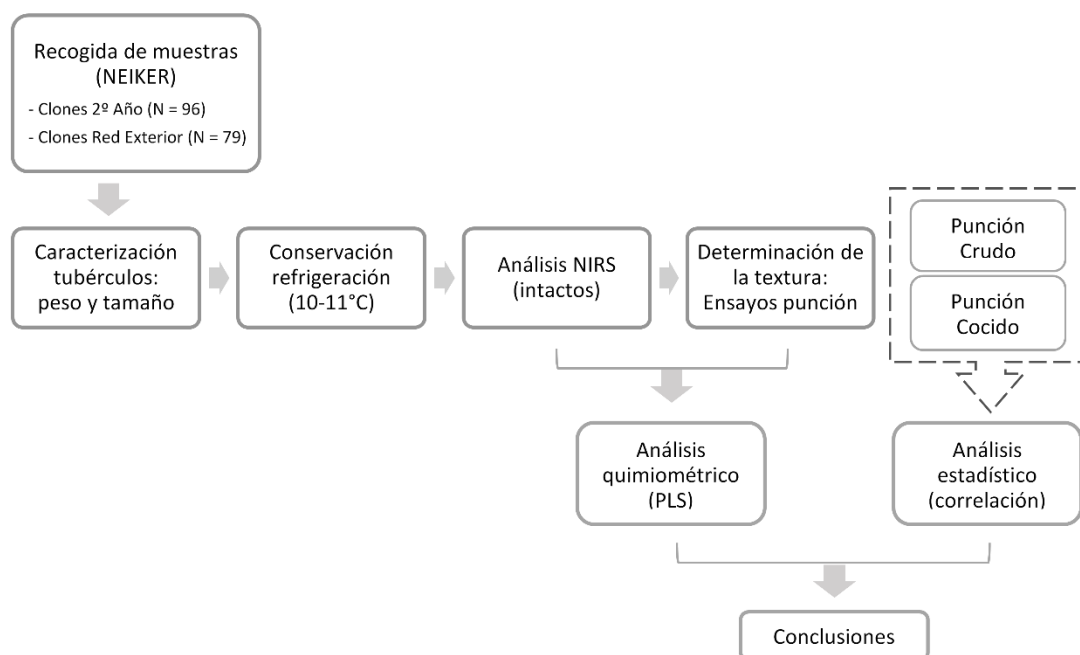 Recogida de muestras
(NEIKER)
- Clones 2º Año (N = 96)
- Clones Red Exterior (N = 79)
Caracterización
tubérculos:
peso y tamaño
Conservación
refrigeración
(10-11°C)
Análisis NIRS
(intactos)
Determinación de
la textura:
Ensayos punción
Punción
Crudo
Punción
Cocido
Análisis
quimiométrico
(PLS)
Análisis
estadístico
(correlación)
Conclusiones